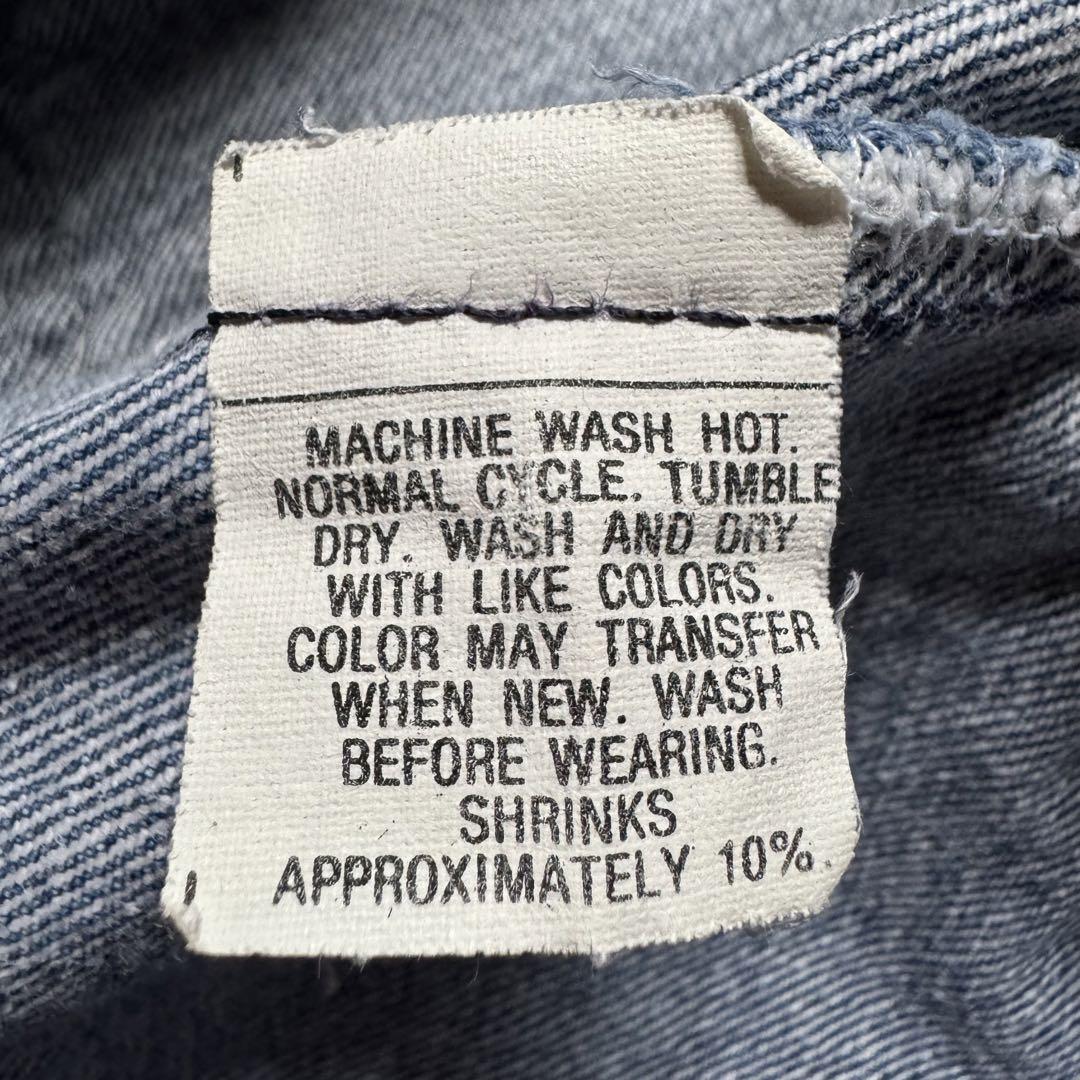 MACHINE WASH HOT.
NORMAL CYCLE. TUMBLE
DRY. WASH AND DRY
WITH LIKE COLORS.
COLOR MAY TRANSFER
WHEN NEW. WASH
BEFORE WEARING.
SHRINKS
APPROXIMATELY 10%.